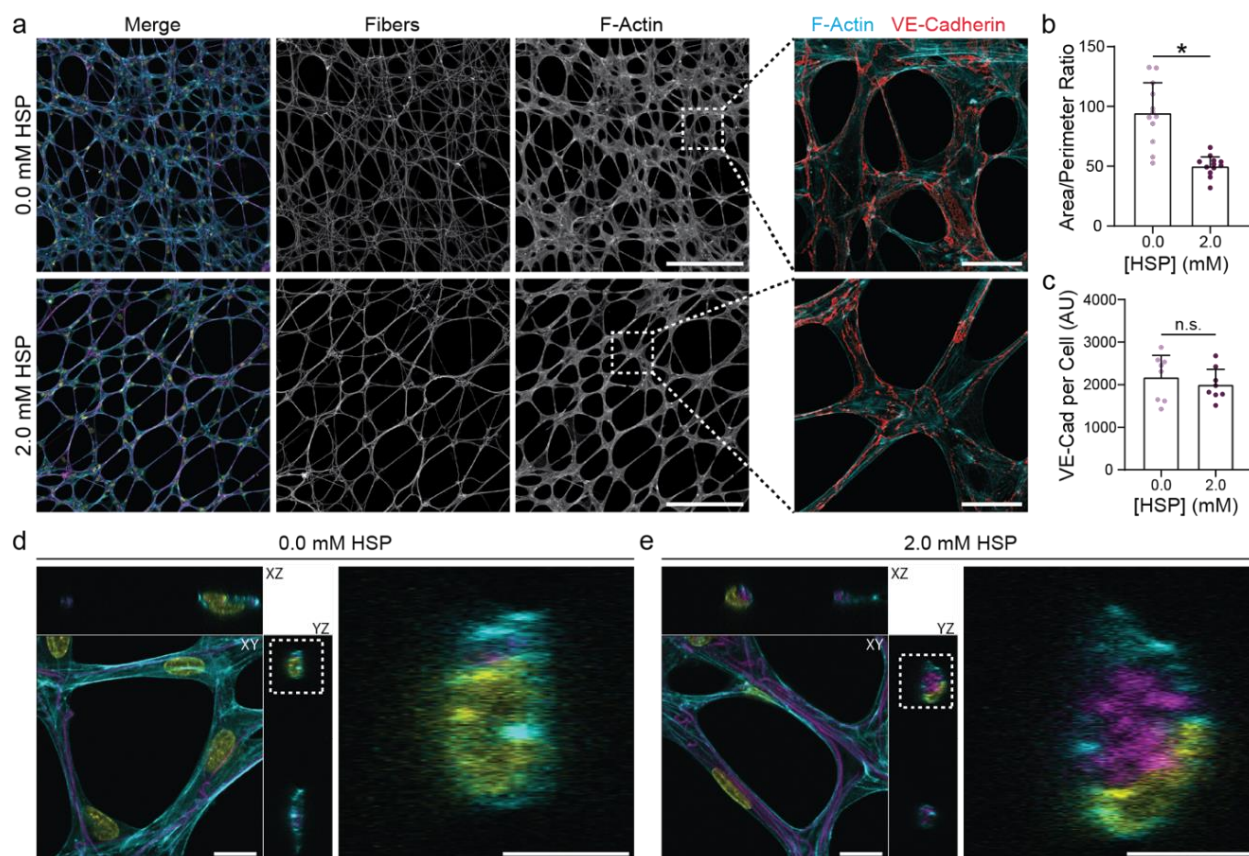 a
Merge
Fibers
F-Actin
F-Actin VE-Cadherin
0.0 mM HSP
2.0 mM HSP
b
Area/Perimeter Ratio
150
100
50
0
*
0.0 2.0
[HSP] (mM)
c
VE-Cad per Cell (AU)
4000
3000
2000
1000
0
n.s.
0.0 2.0
[HSP] (mM)
d
0.0 mM HSP
XZ
YZ
XY
e
2.0 mM HSP
XZ
YZ
XY